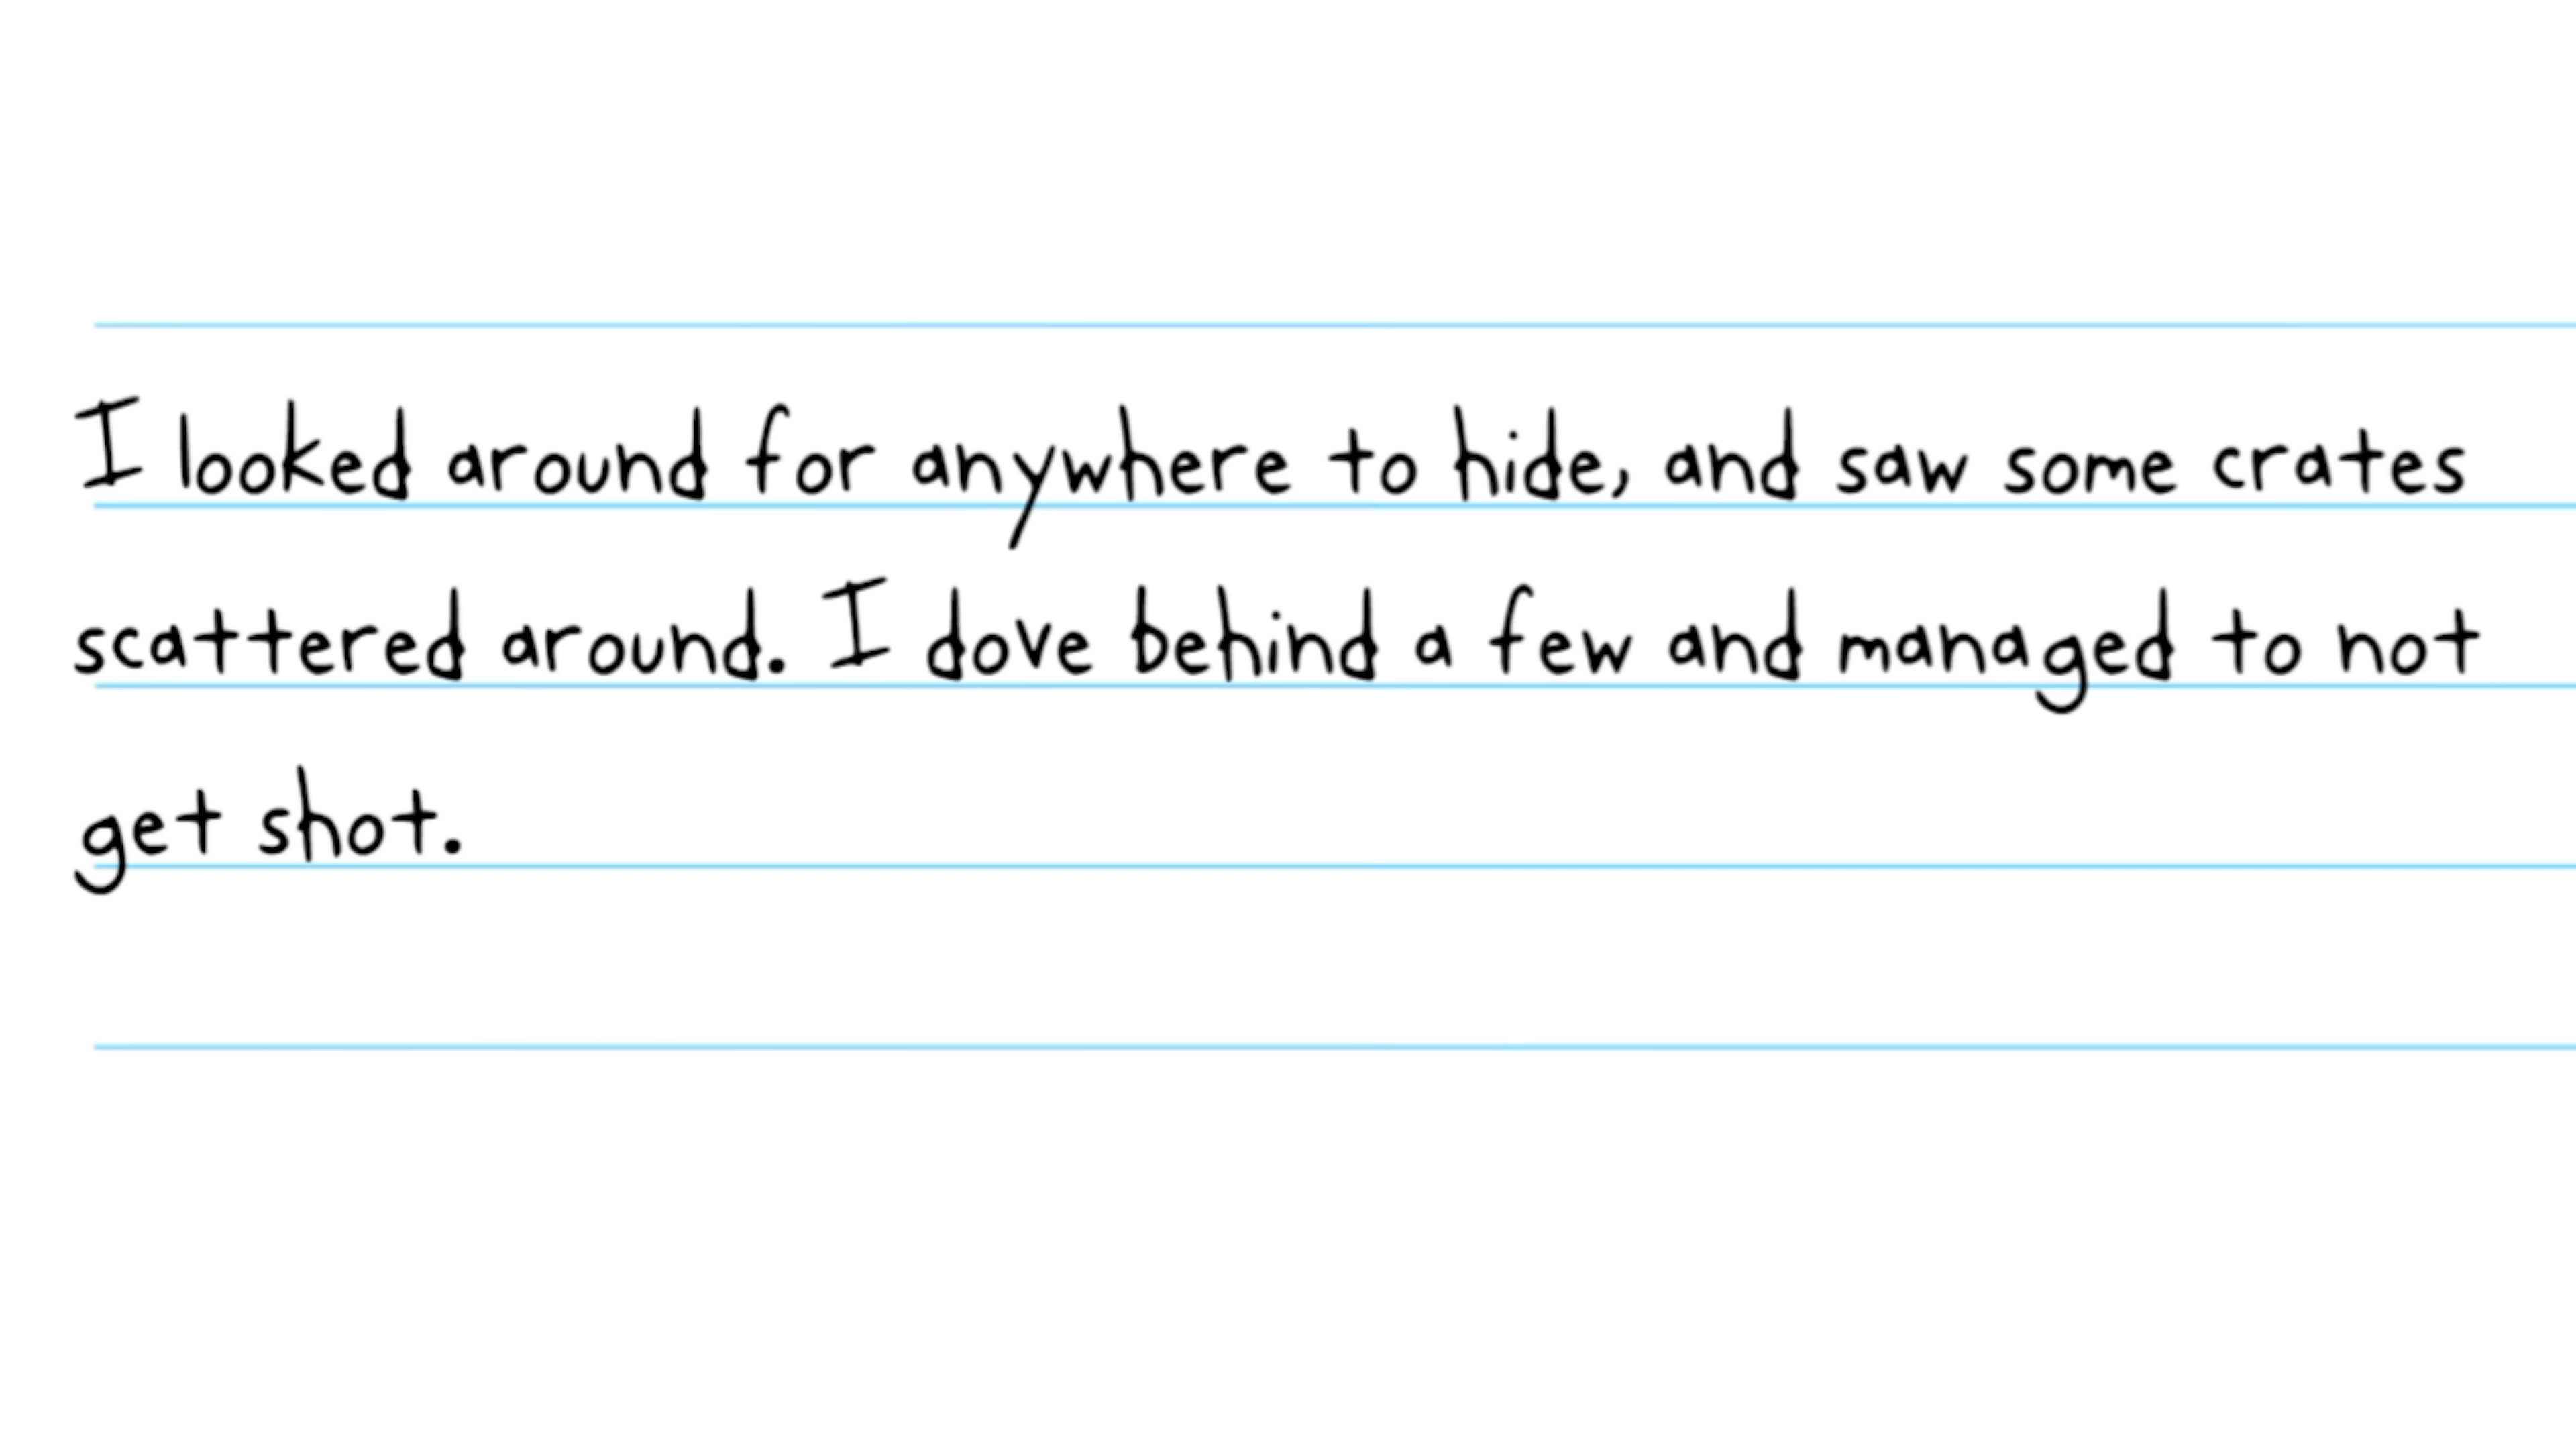 I looked around for anywhere to hide, and saw some crates
scattered around. I dove behind a few and managed to not
get shot.